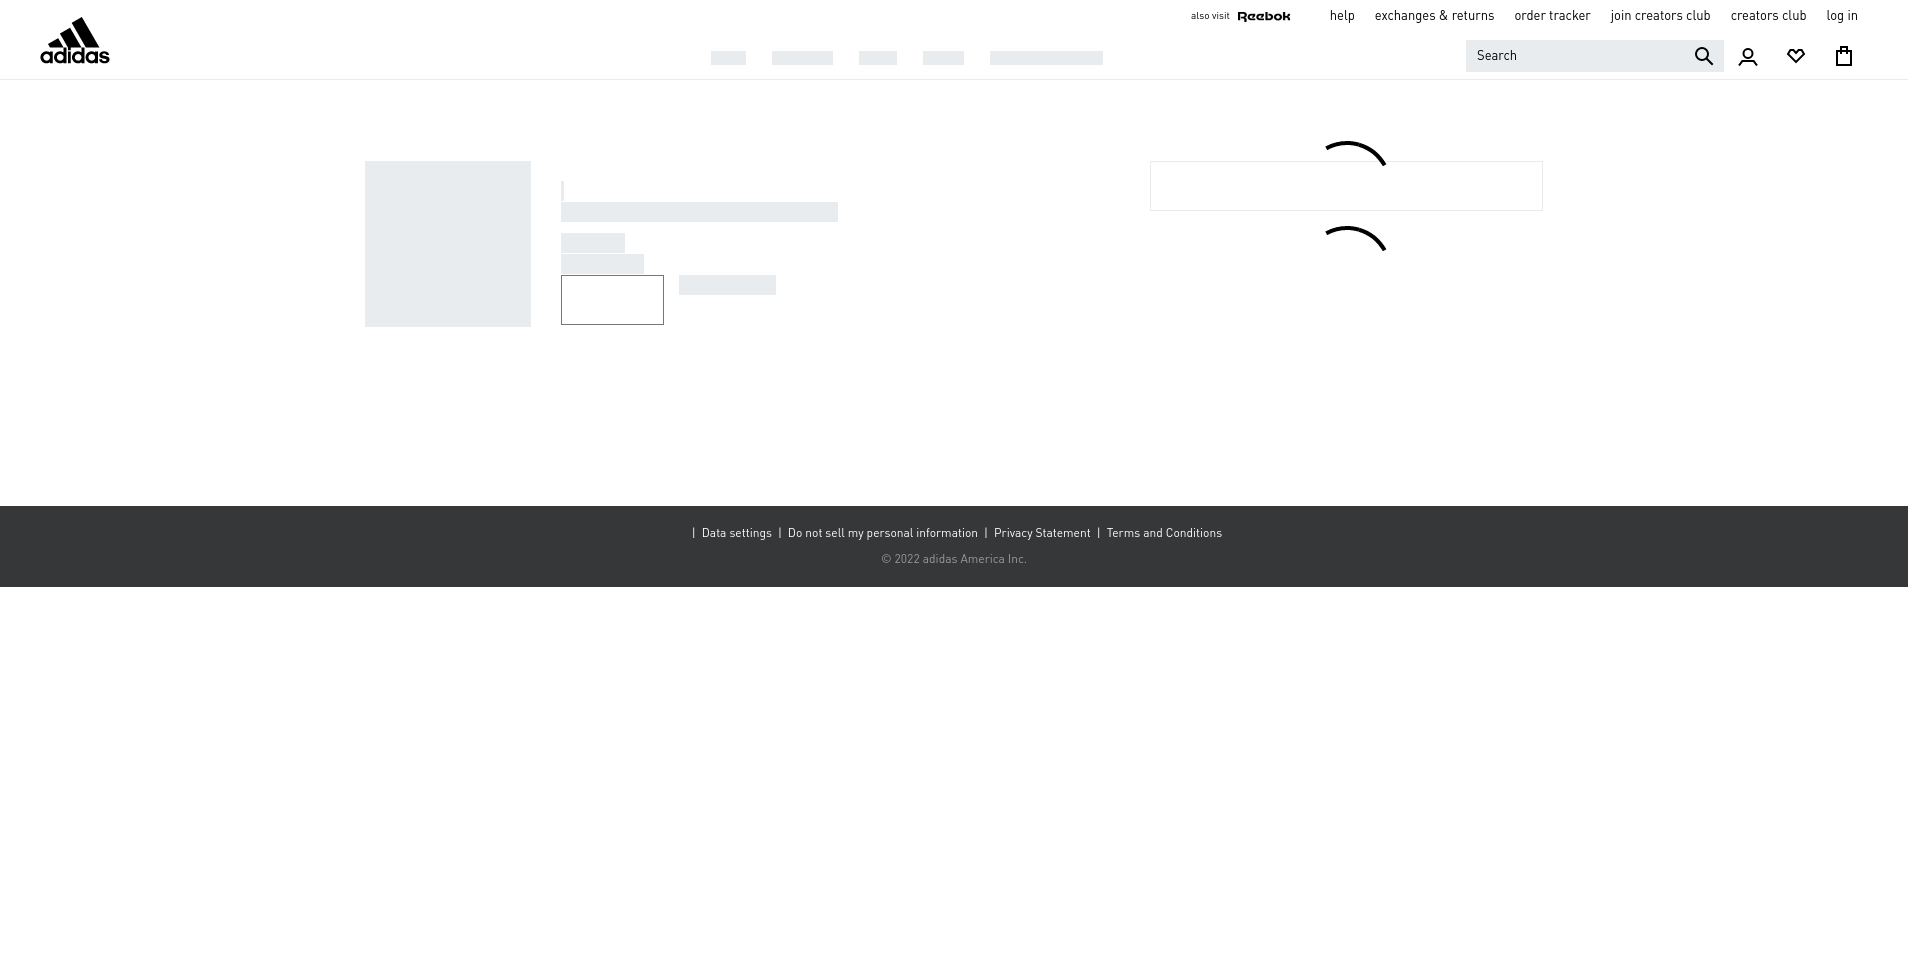 also visit Reebok help exchanges & returns order tracker join creators club creators club log in
adidas
Search
| Data settings | Do not sell my personal information | Privacy Statement | Terms and Conditions
© 2022 adidas America Inc.